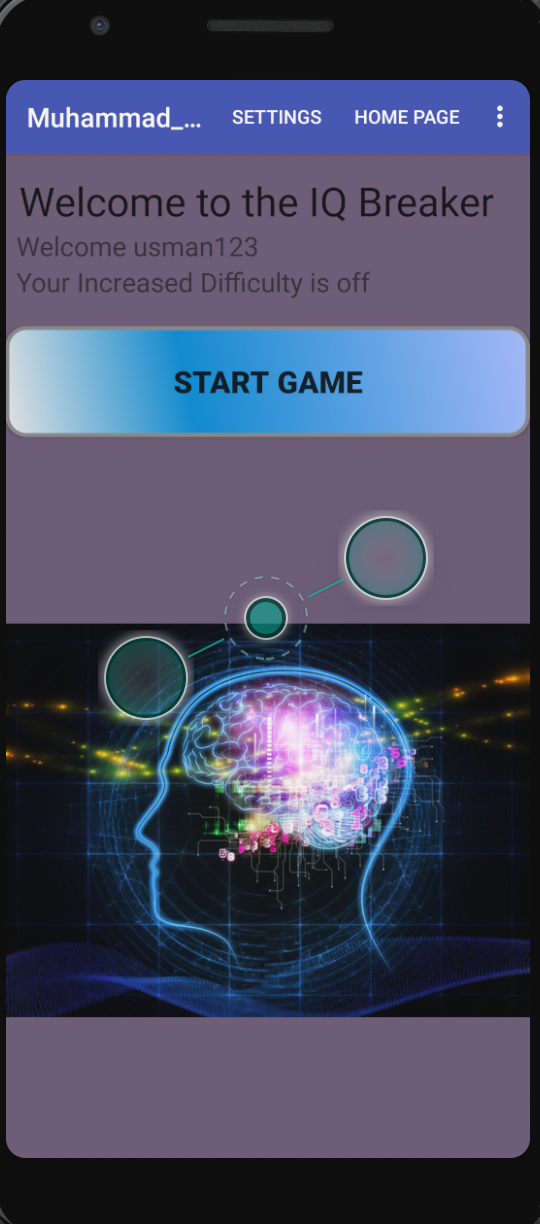 Muhammad_... SETTINGS HOME PAGE
Welcome to the IQ Breaker
Welcome usman123
Your Increased Difficulty is off
START GAME